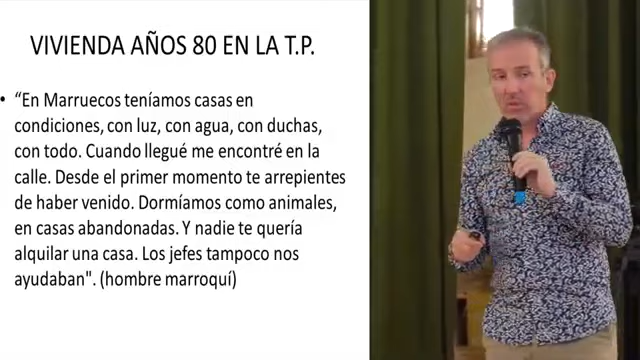 VIVIENDA AÑOS 80 EN LA T.P.
• “En Marruecos teníamos casas en
condiciones, con luz, con agua, con duchas,
con todo. Cuando llegué me encontré en la
calle. Desde el primer momento te arrepientes
de haber venido. Dormíamos como animales,
en casas abandonadas. Y nadie te quería
alquilar una casa. Los jefes tampoco nos
ayudaban". (hombre marroquí)